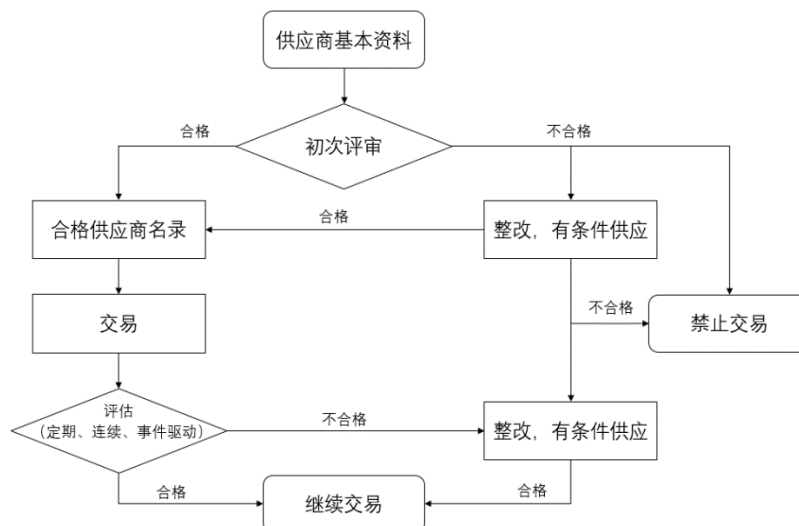 供应商基本资料
合格
不合格
初次评审
合格供应商名录
合格
整改，有条件供应
交易
不合格
禁止交易
评估
（定期、连续、事件驱动）
不合格
整改，有条件供应
合格
继续交易
合格